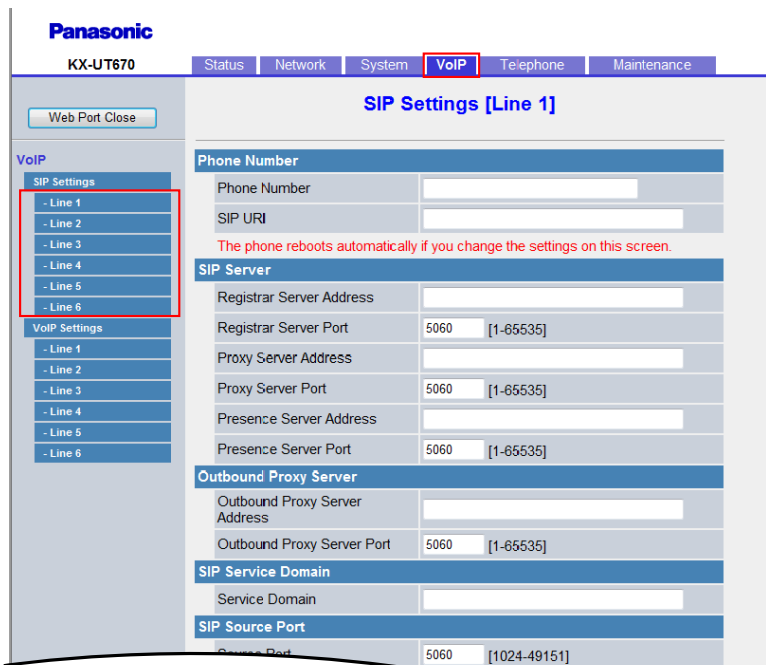 Panasonic
KX-UT670
Status Network System VoIP Telephone Maintenance
Web Port Close
SIP Settings [Line 1]
VoIP
SIP Settings
- Line 1
- Line 2
- Line 3
- Line 4
- Line 5
- Line 6
VoIP Settings
- Line 1
- Line 2
- Line 3
- Line 4
- Line 5
- Line 6
Phone Number
Phone Number
SIP URI
The phone reboots automatically if you change the settings on this screen.
SIP Server
Registrar Server Address
Registrar Server Port 5060 [1-65535]
Proxy Server Address
Proxy Server Port 5060 [1-65535]
Presence Server Address
Presence Server Port 5060 [1-65535]
Outbound Proxy Server
Outbound Proxy Server
Address
Outbound Proxy Server Port 5060 [1-65535]
SIP Service Domain
Service Domain
SIP Source Port
Source Port 5060 [1024-49151]